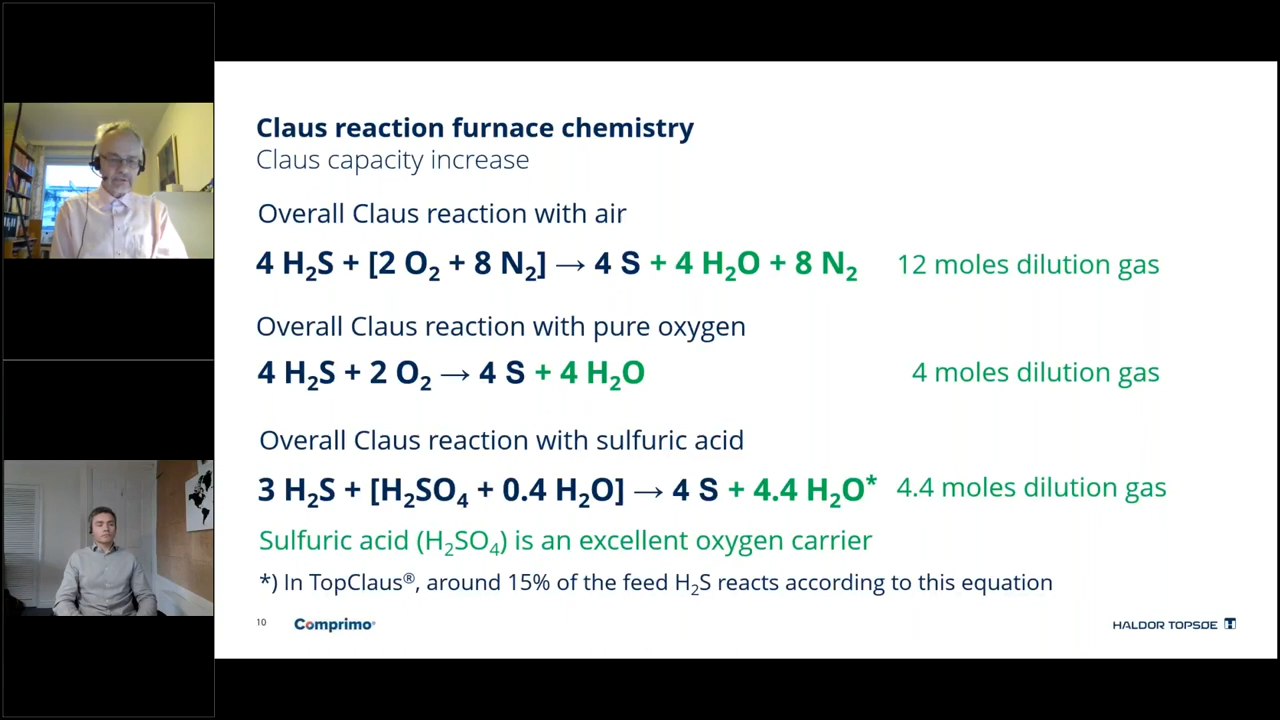 Claus reaction furnace chemistry
Claus capacity increase
Overall Claus reaction with air
4 H₂S + [2 O₂ + 8 N₂] → 4 S + 4 H₂O + 8 N₂ 12 moles dilution gas
Overall Claus reaction with pure oxygen
4 H₂S + 2 O₂ → 4 S + 4 H₂O 4 moles dilution gas
Overall Claus reaction with sulfuric acid
3 H₂S + [H₂SO₄ + 0.4 H₂O] → 4 S + 4.4 H₂O* 4.4 moles dilution gas
Sulfuric acid (H₂SO₄) is an excellent oxygen carrier
*) In TopClaus®, around 15% of the feed H₂S reacts according to this equation
10 Comprimo® HALDOR TOPSØE